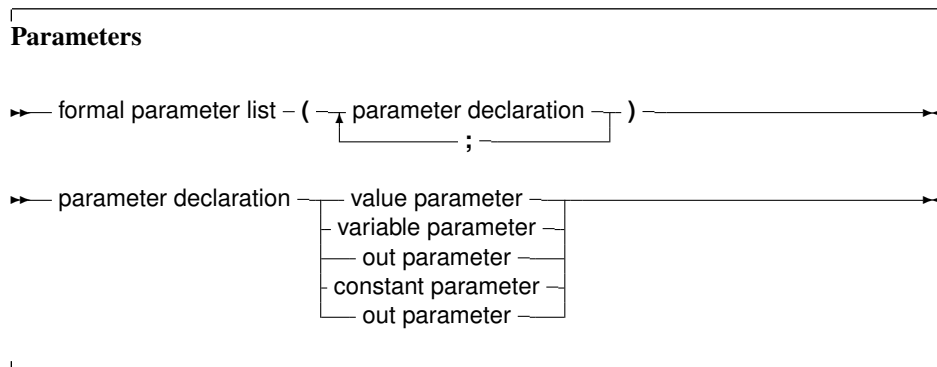 Parameters
formal parameter list ( parameter declaration )
;
parameter declaration value parameter
variable parameter
out parameter
constant parameter
out parameter